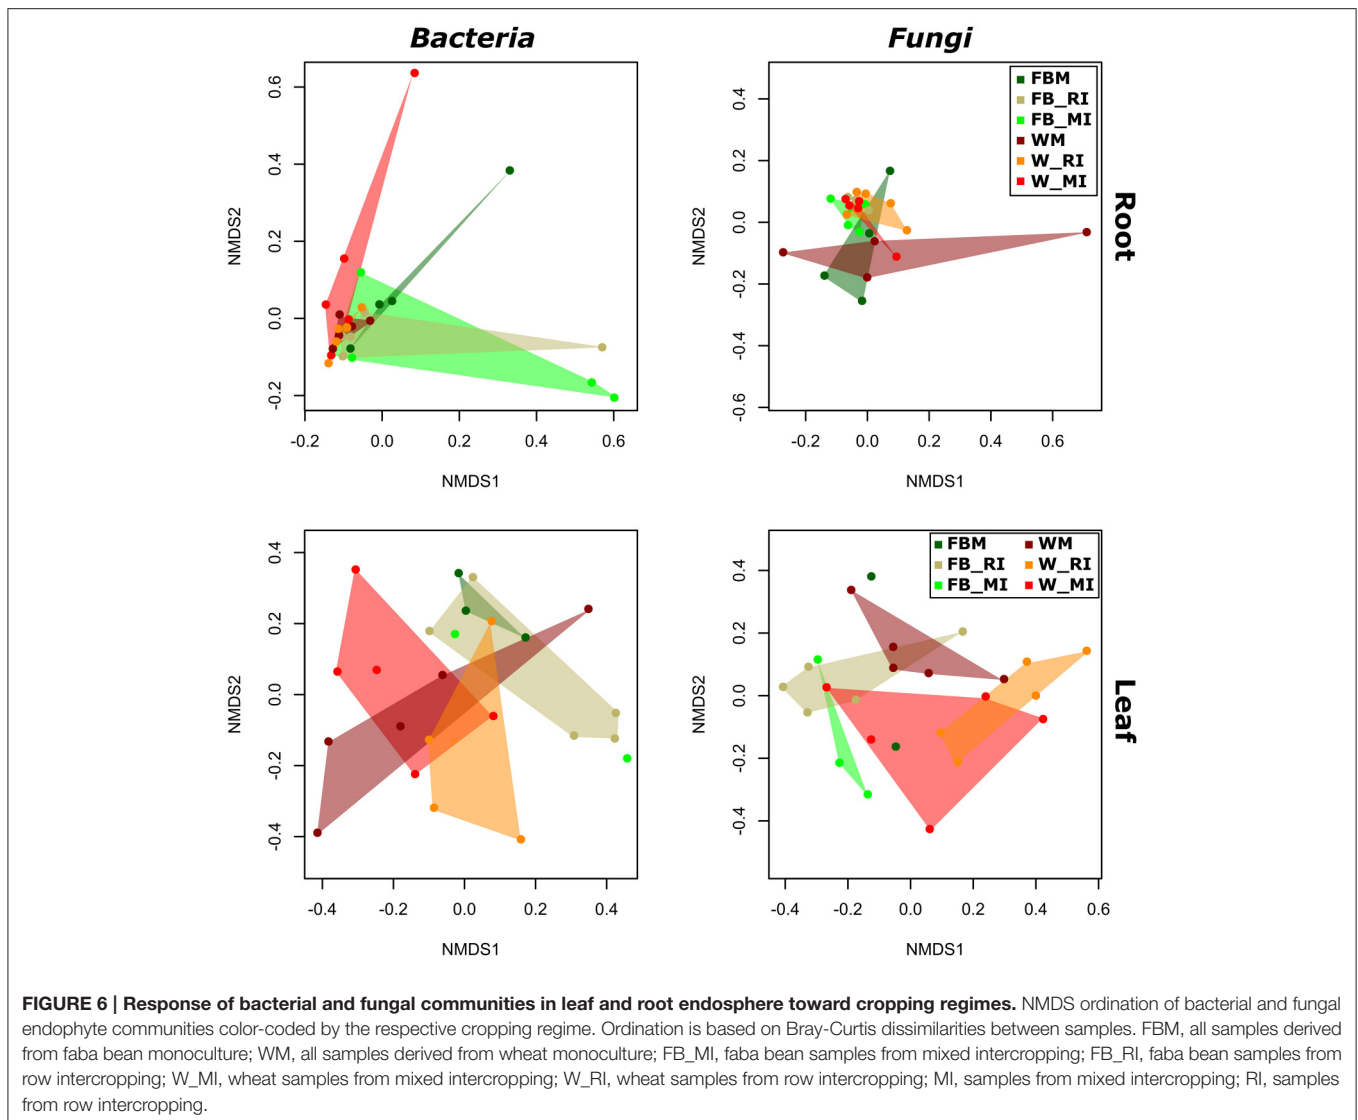 Bacteria
Fungi
NMDS2
0.6
0.4
0.2
0.0
-0.2
-0.2
0.0
0.2
0.4
0.6
NMDS1
NMDS2
0.4
0.2
0.0
-0.2
-0.4
-0.6
-0.2
0.0
0.2
0.4
0.6
NMDS1
FBM
FB_RI
FB_MI
WM
W_RI
W_MI
Root
NMDS2
0.4
0.2
0.0
-0.2
-0.4
-0.4
-0.2
0.0
0.2
0.4
NMDS1
NMDS2
0.4
0.2
0.0
-0.2
-0.4
-0.4
-0.2
0.0
0.2
0.4
0.6
NMDS1
FBM WM
FB_RI W_RI
FB_MI W_MI
Leaf
FIGURE 6 | Response of bacterial and fungal communities in leaf and root endosphere toward cropping regimes. NMDS ordination of bacterial and fungal
endophyte communities color-coded by the respective cropping regime. Ordination is based on Bray-Curtis dissimilarities between samples. FBM, all samples derived
from faba bean monoculture; WM, all samples derived from wheat monoculture; FB_MI, faba bean samples from mixed intercropping; FB_RI, faba bean samples from
row intercropping; W_MI, wheat samples from mixed intercropping; W_RI, wheat samples from row intercropping; MI, samples from mixed intercropping; RI, samples
from row intercropping.